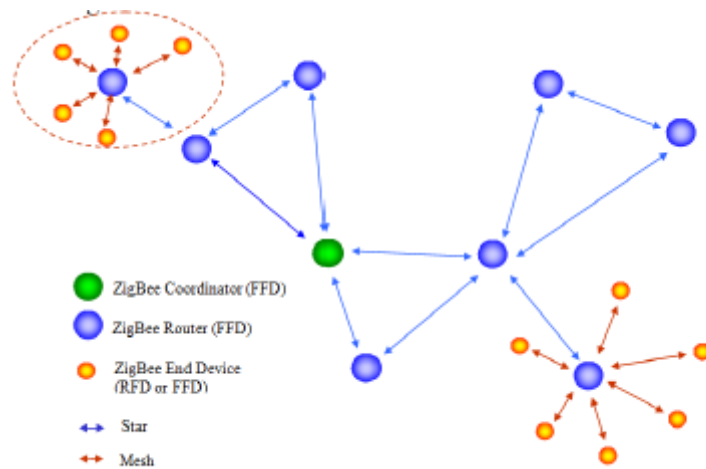 ZigBee Coordinator (FFD)
ZigBee Router (FFD)
ZigBee End Device
(RFD or FFD)
Star
Mesh